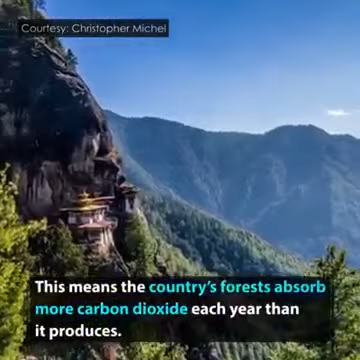 Courtesy: Christopher Michel
This means the country's forests absorb
more carbon dioxide each year than
it produces.